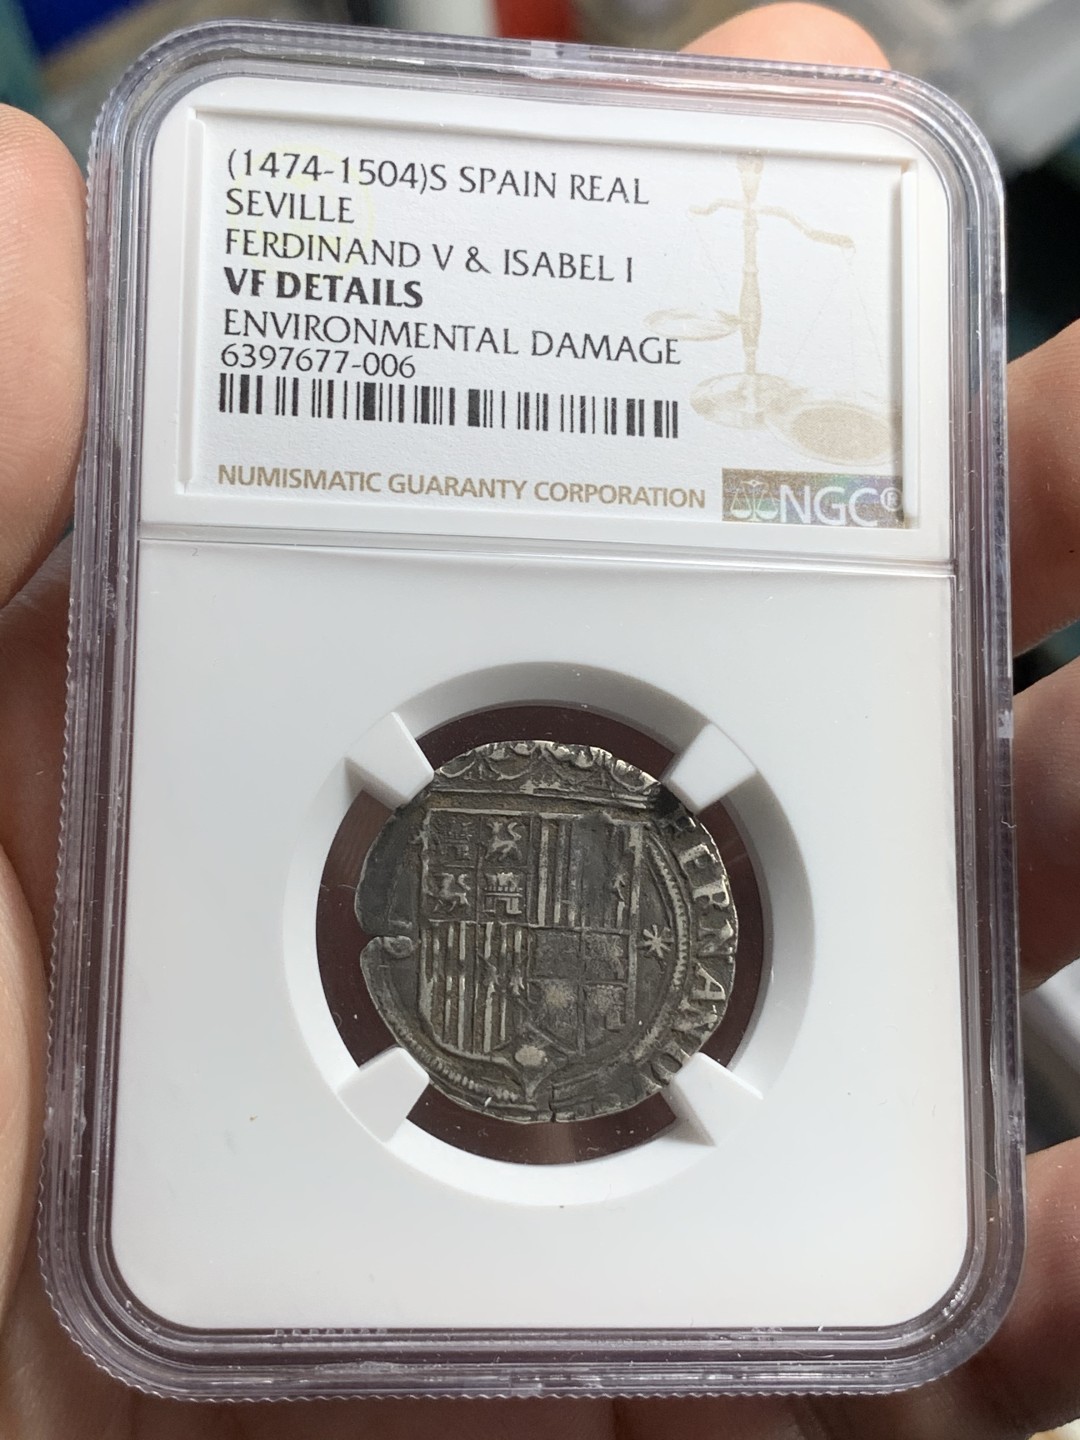 (1474-1504)S SPAIN REAL
SEVILLE
FERDINAND V & ISABEL I
VF DETAILS
ENVIRONMENTAL DAMAGE
6397677-006
NUMISMATIC GUARANTY CORPORATION
NGC®
FERNAND